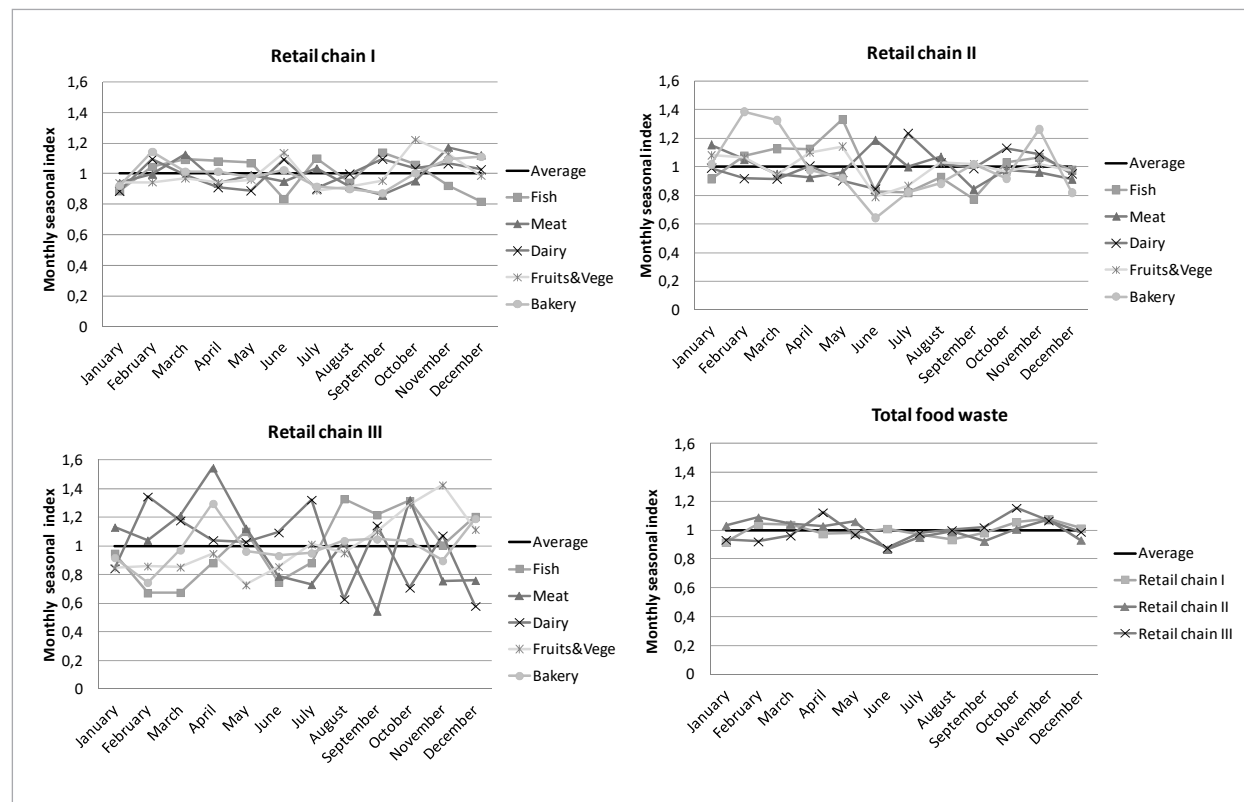 Retail chain I
Monthly seasonal index
1,6
1,4
1,2
1
0,8
0,6
0,4
0,2
0
January
February
March
April
May
June
July
August
September
October
November
December
Average
Fish
Meat
Dairy
Fruits&Vege
Bakery
Retail chain II
Monthly seasonal index
1,6
1,4
1,2
1
0,8
0,6
0,4
0,2
0
January
February
March
April
May
June
July
August
September
October
November
December
Average
Fish
Meat
Dairy
Fruits&Vege
Bakery
Retail chain III
Monthly seasonal index
1,6
1,4
1,2
1
0,8
0,6
0,4
0,2
0
January
February
March
April
May
June
July
August
September
October
November
December
Average
Fish
Meat
Dairy
Fruits&Vege
Bakery
Total food waste
Monthly seasonal index
1,6
1,4
1,2
1
0,8
0,6
0,4
0,2
0
January
February
March
April
May
June
July
August
September
October
November
December
Average
Retail chain I
Retail chain II
Retail chain III